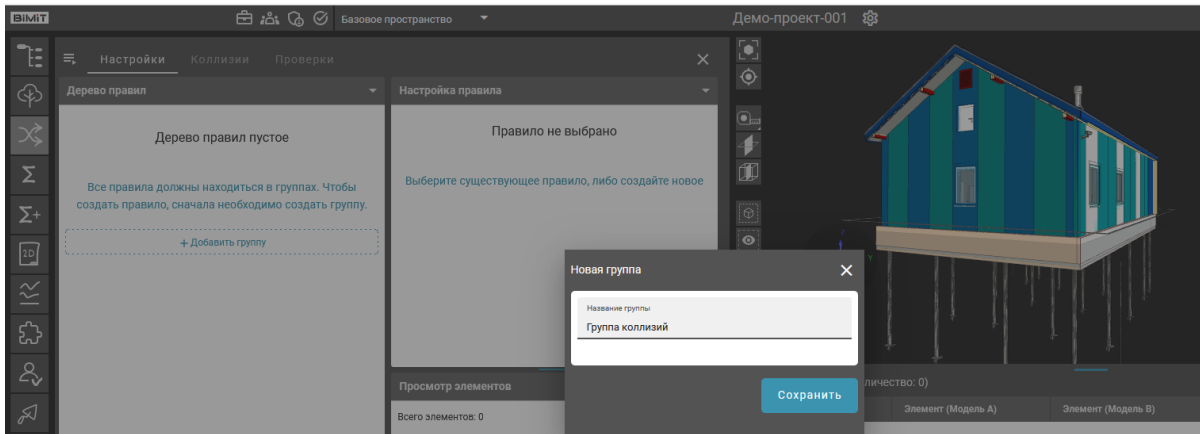 BIMIT
Базовое пространство
Демо-проект-001
Настройки
Коллизии
Проверки
Дерево правил
Настройка правила
Дерево правил пустое
Правило не выбрано
Все правила должны находиться в группах. Чтобы
создать правило, сначала необходимо создать группу.
Выберите существующее правило, либо создайте новое
+ Добавить группу
Новая группа
Название группы
Группа коллизий
Сохранить
Просмотр элементов
Всего элементов: 0
личество: 0)
Элемент (Модель A)
Элемент (Модель B)
Σ
Σ+
2D
Y